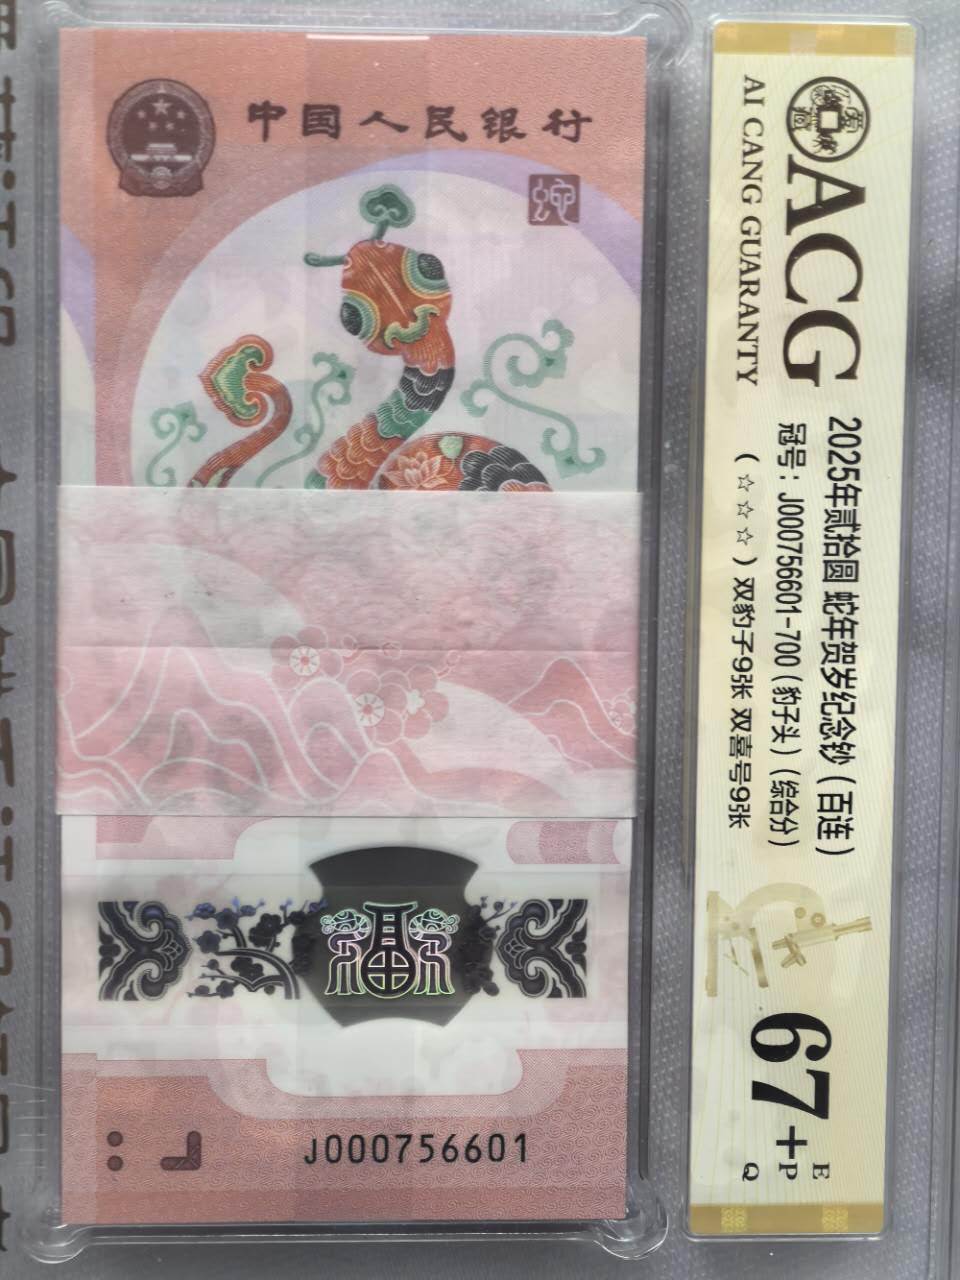 中国人民银行
蛇
J000756601
ACG
AI CANG GUARANTY
2025年贰拾圆 蛇年贺岁纪念钞（百连）
冠号：J000756601-700（豹子头）（综合分）
（☆☆☆）双豹子9张 双喜号9张
67+
E
P
Q